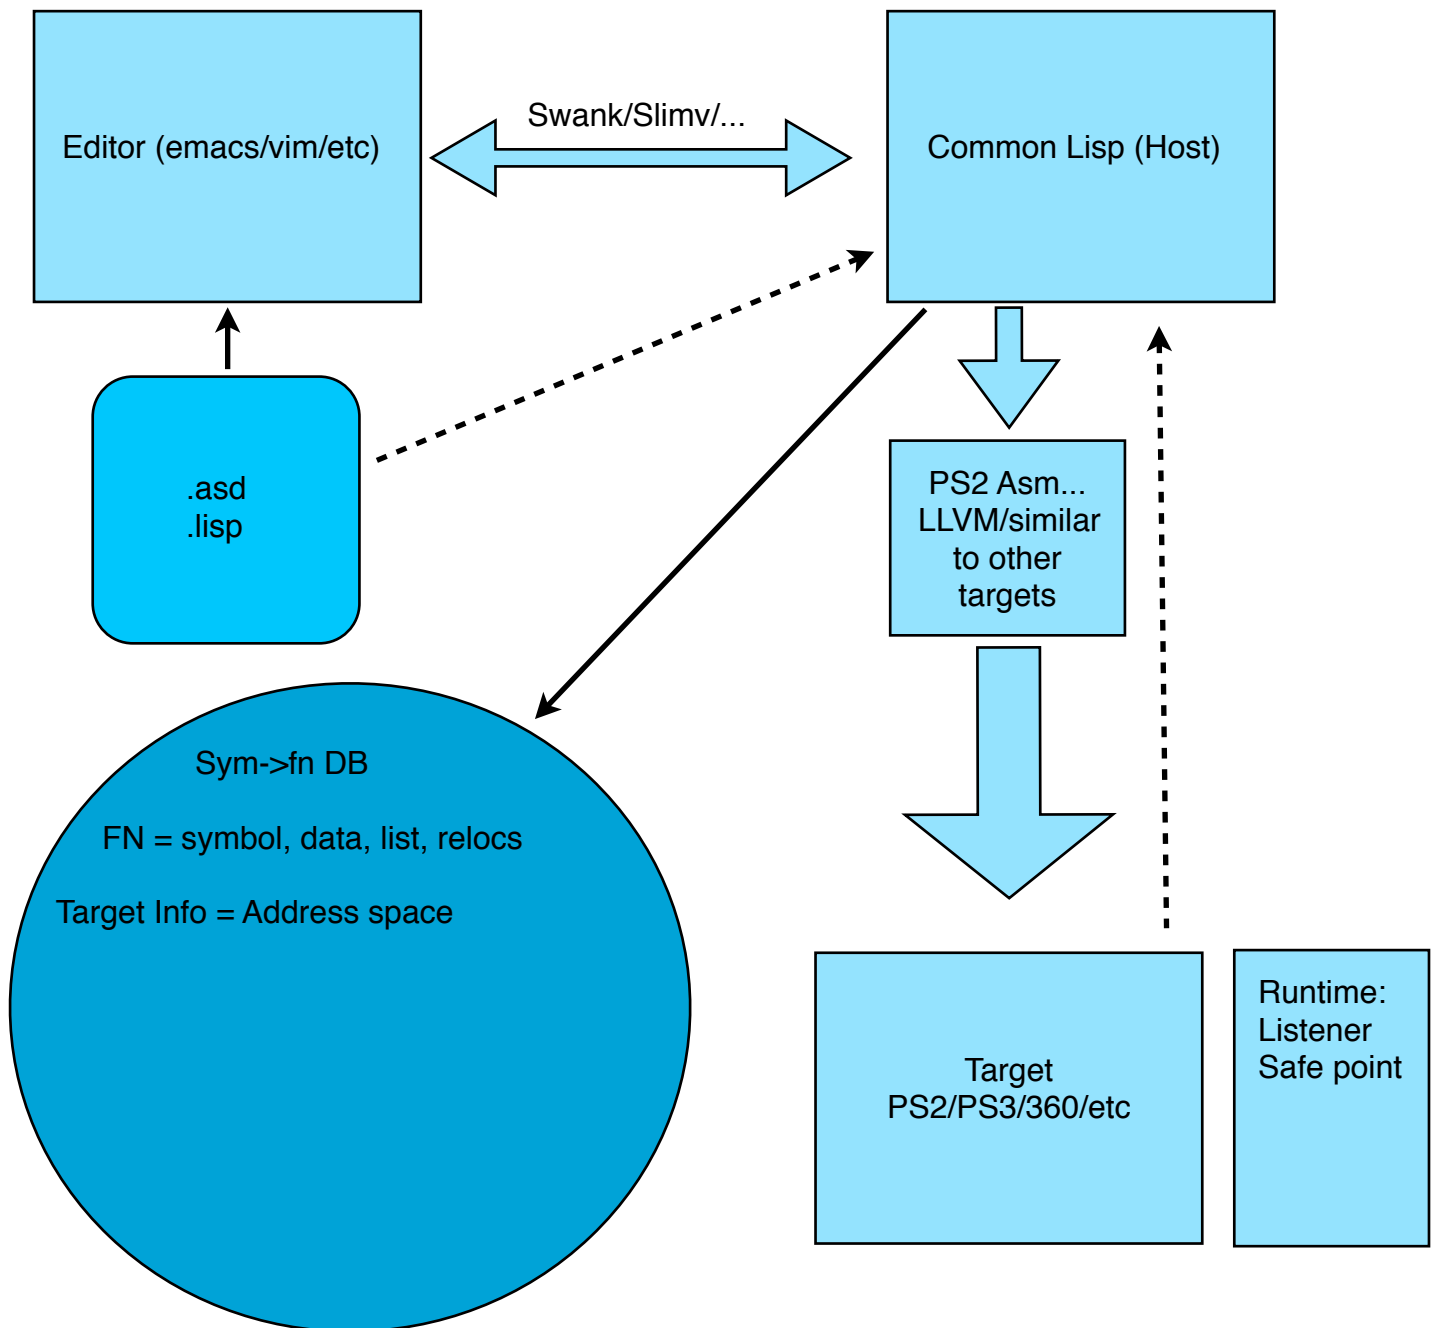 Swank/Slimv/...
Editor (emacs/vim/etc)
Common Lisp (Host)
.asd
.lisp
PS2 Asm...
LLVM/similar
to other
targets
Sym->fn DB
FN = symbol, data, list, relocs
Target Info = Address space
Target
PS2/PS3/360/etc
Runtime:
Listener
Safe point